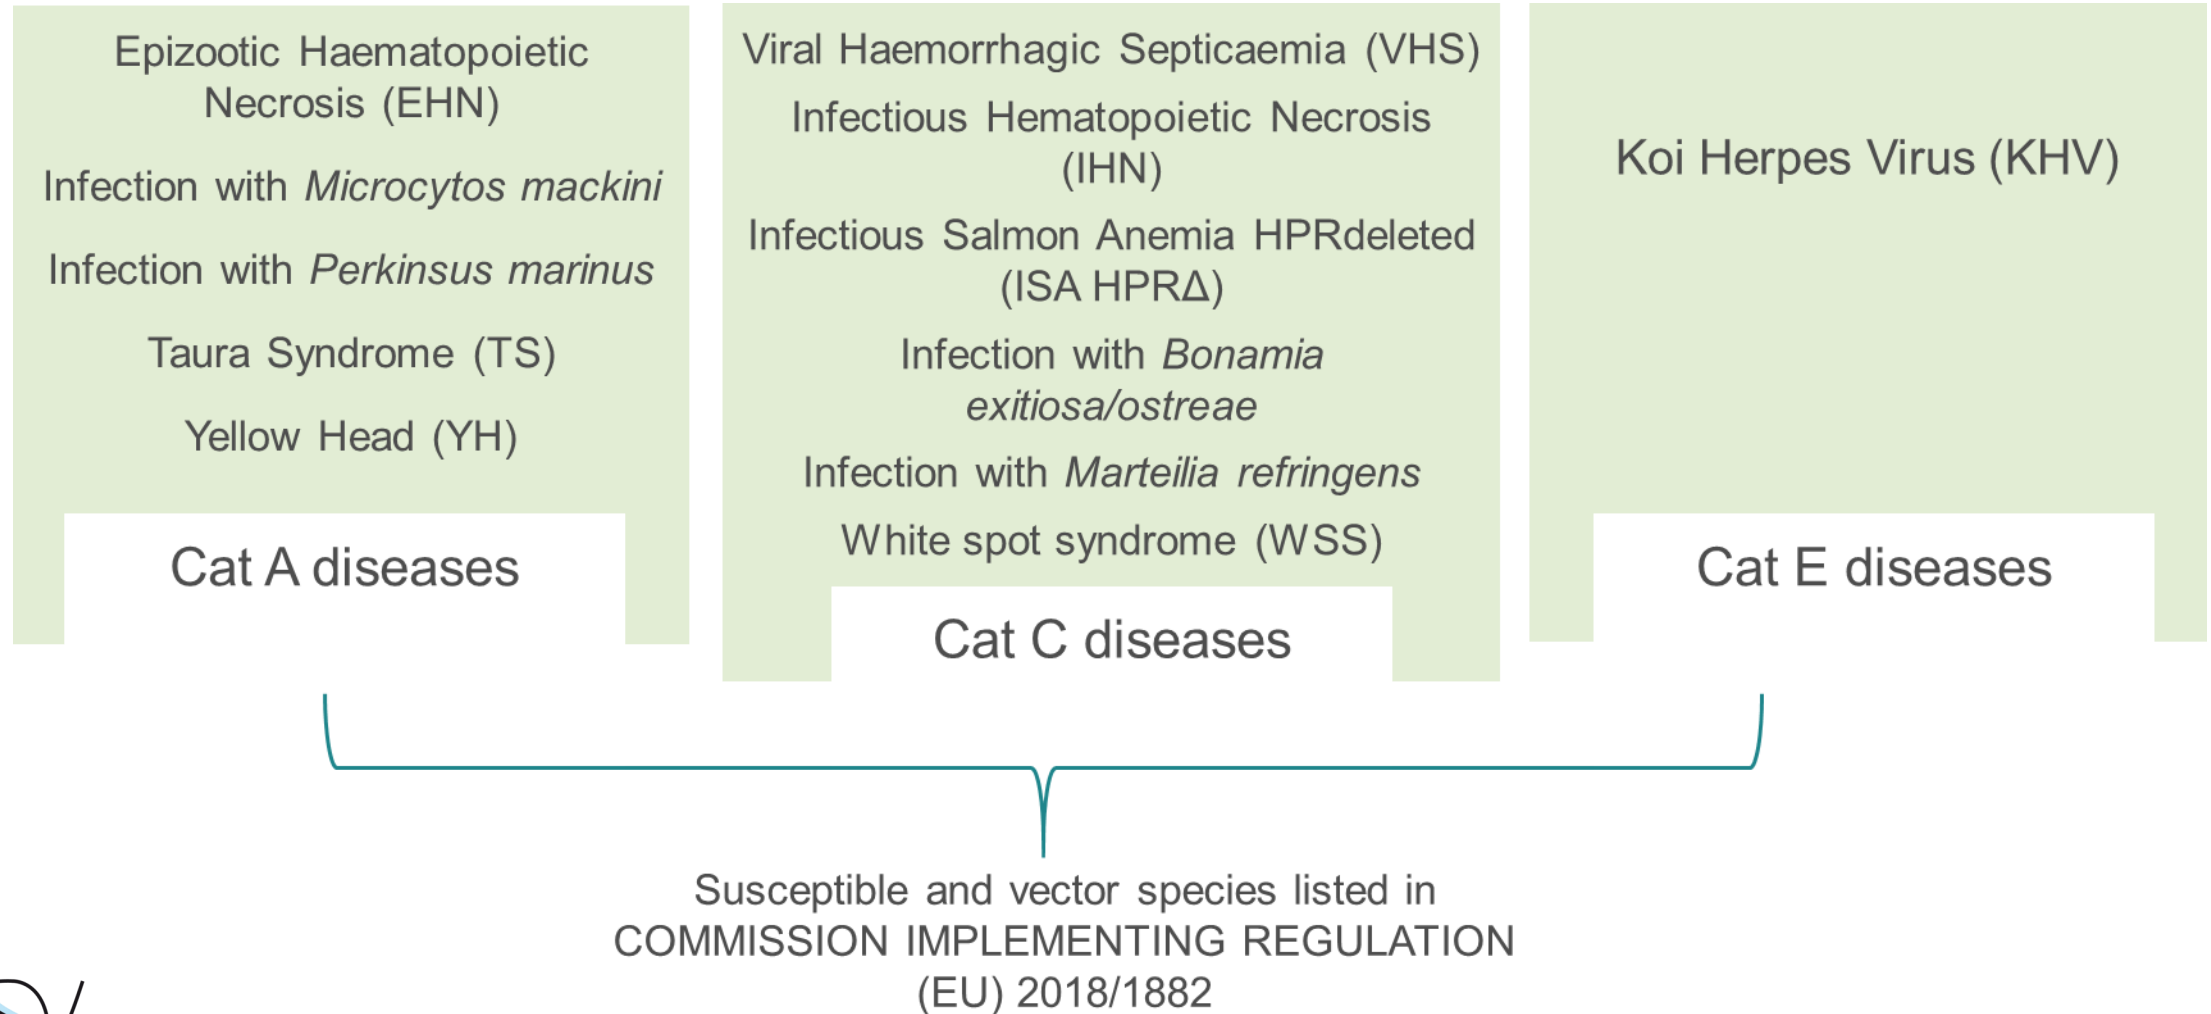 Epizootic Haematopoietic
Necrosis (EHN)
Infection with Microcytos mackini
Infection with Perkinsus marinus
Taura Syndrome (TS)
Yellow Head (YH)
Cat A diseases
Viral Haemorrhagic Septicaemia (VHS)
Infectious Hematopoietic Necrosis
(IHN)
Infectious Salmon Anemia HPRdeleted
(ISA HPRΔ)
Infection with Bonamia
exitiosa/ostreae
Infection with Marteilia refringens
White spot syndrome (WSS)
Cat C diseases
Koi Herpes Virus (KHV)
Cat E diseases
Susceptible and vector species listed in
COMMISSION IMPLEMENTING REGULATION
(EU) 2018/1882